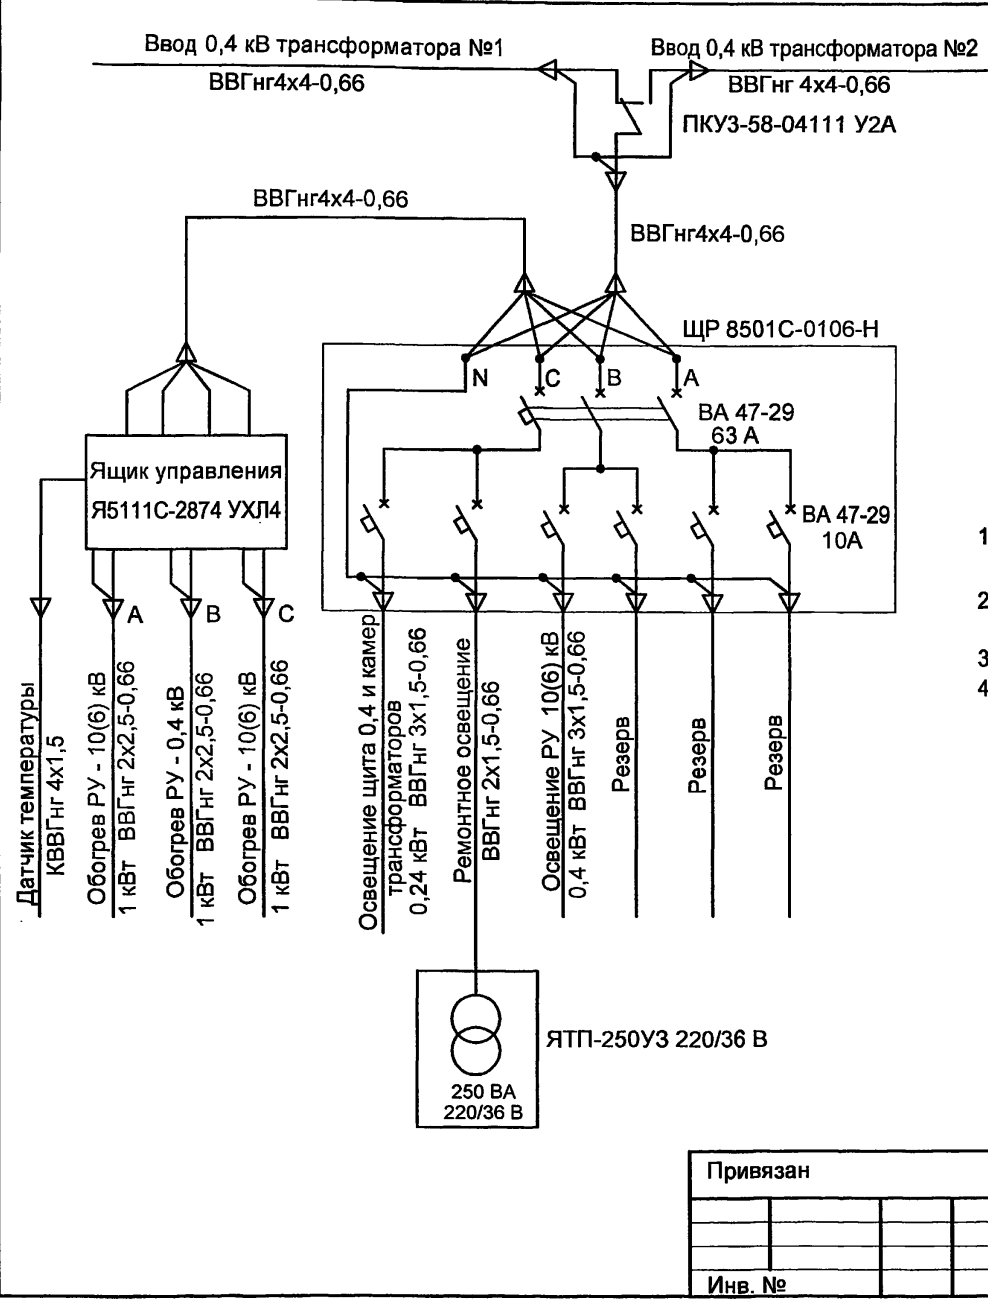 Ввод 0,4 кВ трансформатора №1
Ввод 0,4 кВ трансформатора №2
ВВГнг4х4-0,66
ВВГнг 4х4-0,66
ПКУ3-58-04111 У2А
ВВГнг4х4-0,66
ВВГнг4х4-0,66
ЩР 8501С-0106-Н
N
С
В
А
ВА 47-29
63 А
Ящик управления
Я5111С-2874 УХЛ4
ВА 47-29
10А
1
2
3
4
А
В
С
Датчик температуры
КВВГнг 4х1,5
Обогрев РУ - 10(6) кВ
1 кВт ВВГнг 2х2,5-0,66
Обогрев РУ - 0,4 кВ
1 кВт ВВГнг 2х2,5-0,66
Обогрев РУ - 10(6) кВ
1 кВт ВВГнг 2х2,5-0,66
Освещение щита 0,4 и камер
трансформаторов
0,24 кВт ВВГнг 3х1,5-0,66
Ремонтное освещение
ВВГнг 2х1,5-0,66
Освещение РУ 10(6) кВ
0,4 кВт ВВГнг 3х1,5-0,66
Резерв
Резерв
Резерв
ЯТП-250У3 220/36 В
250 ВА
220/36 В
Привязан
Инв. №